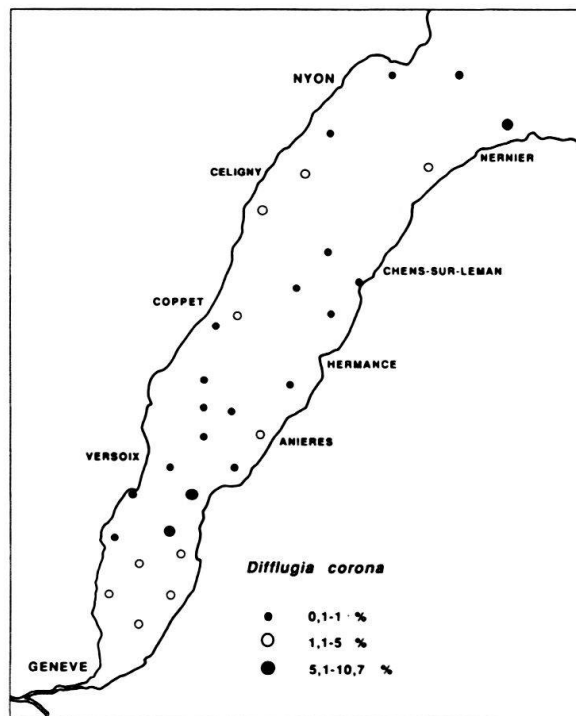 NYON
NERNIER
CELIGNY
CHENS-SUR-LEMAN
COPPET
HERMANCE
ANIERES
VERSOIX
Difflugia corona
0,1-1 %
1,1-5 %
GENEVE
5,1-10,7 %